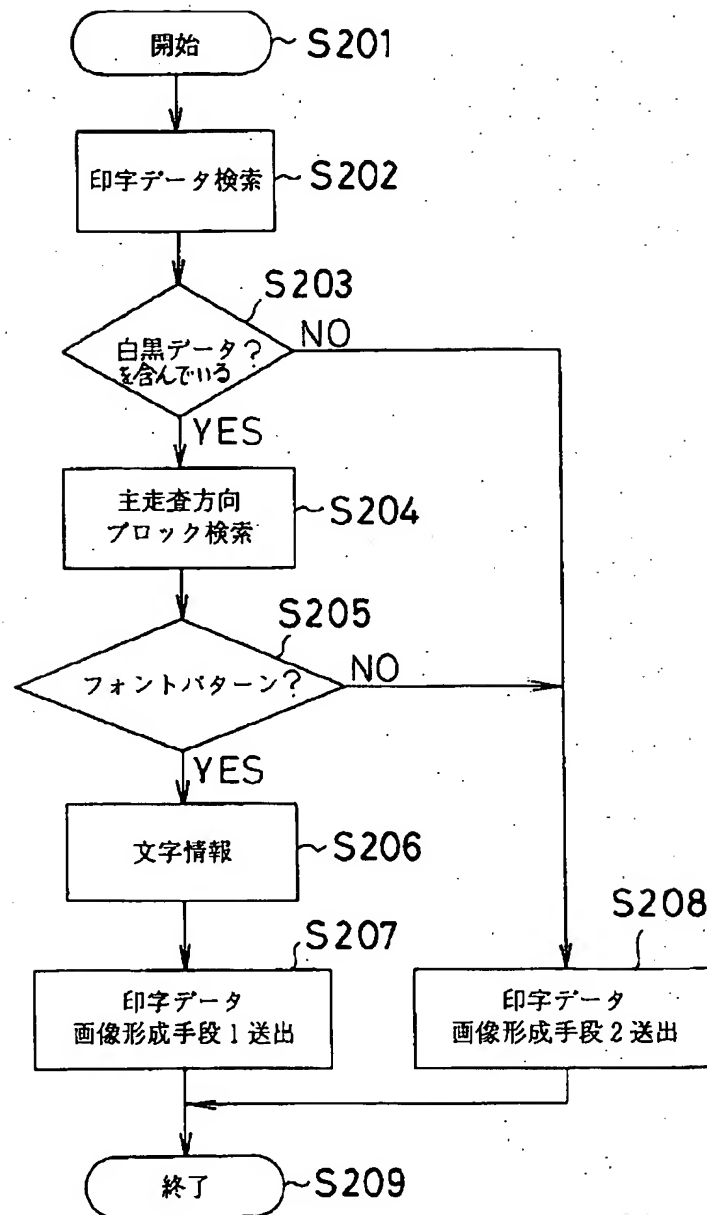 開始
S201
印字データ検索
S202
S203
白黒データ?
を含んでいる
NO
YES
主走査方向
ブロック検索
S204
S205
フォントパターン?
NO
YES
文字情報
S206
S207
印字データ
画像形成手段1送出
S208
印字データ
画像形成手段2送出
終了
S209